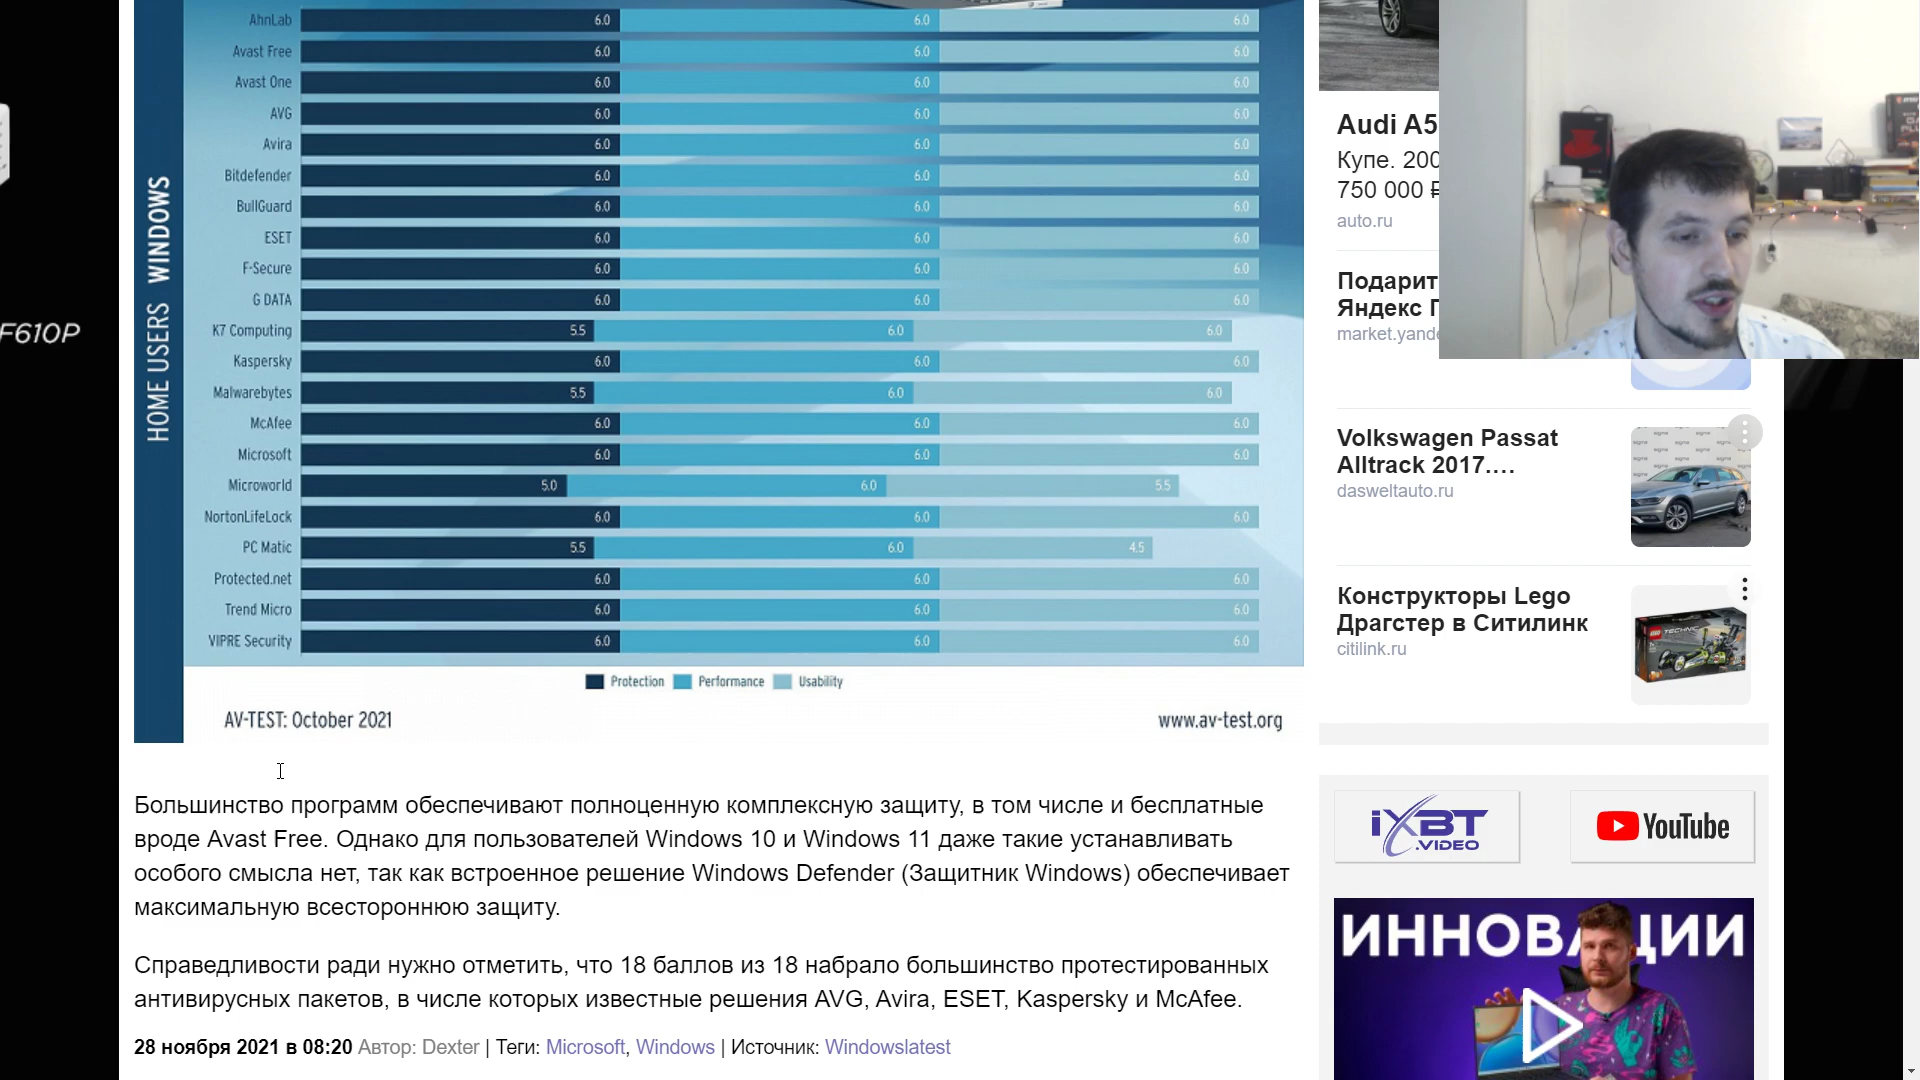 F610P
HOME USERS WINDOWS
AhnLab 6.0 6.0 6.0
Avast Free 6.0 6.0 6.0
Avast One 6.0 6.0 6.0
AVG 6.0 6.0 6.0
Avira 6.0 6.0 6.0
Bitdefender 6.0 6.0 6.0
BullGuard 6.0 6.0 6.0
ESET 6.0 6.0 6.0
F-Secure 6.0 6.0 6.0
G DATA 6.0 6.0 6.0
K7 Computing 5.5 6.0 6.0
Kaspersky 6.0 6.0 6.0
Malwarebytes 5.5 6.0 6.0
McAfee 6.0 6.0 6.0
Microsoft 6.0 6.0 6.0
Microworld 5.0 6.0 5.5
NortonLifeLock 6.0 6.0 6.0
PC Matic 5.5 6.0 4.5
Protected.net 6.0 6.0 6.0
Trend Micro 6.0 6.0 6.0
VIPRE Security 6.0 6.0 6.0
Protection Performance Usability
AV-TEST: October 2021 www.av-test.org
Большинство программ обеспечивают полноценную комплексную защиту, в том числе и бесплатные
вроде Avast Free. Однако для пользователей Windows 10 и Windows 11 даже такие устанавливать
особого смысла нет, так как встроенное решение Windows Defender (Защитник Windows) обеспечивает
максимальную всестороннюю защиту.
Справедливости ради нужно отметить, что 18 баллов из 18 набрало большинство протестированных
антивирусных пакетов, в числе которых известные решения AVG, Avira, ESET, Kaspersky и McAfee.
28 ноября 2021 в 08:20 Автор: Dexter | Теги: Microsoft, Windows | Источник: Windowslatest
Audi A5
Купе. 200
750 000 ₽
auto.ru
Подарит
Яндекс П
market.yande
Volkswagen Passat
Alltrack 2017.…
dasweltauto.ru
Конструкторы Lego
Драгстер в Ситилинк
citilink.ru
TECHNIC
iXBT
.VIDEO
YouTube
ИННОВАЦИИ